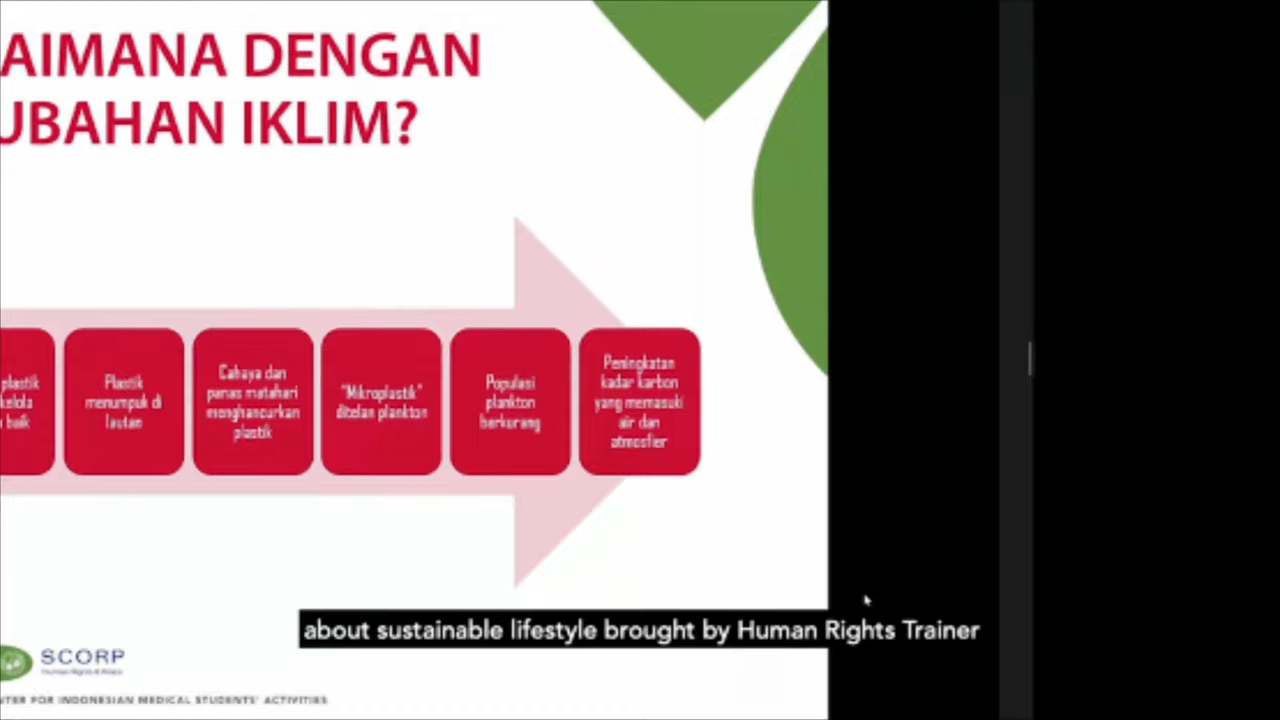 AIMANA DENGAN
UBAHAN IKLIM?
plastik
kelola
baik
Plastik
menumpuk di
lautan
Cahaya dan
panas matahari
menghancurkan
plastik
"Mikroplastik"
ditelan plankton
Populasi
plankton
berkurang
Peningkatan
kadar karbon
yang memasuki
air dan
atmosfier
about sustainable lifestyle brought by Human Rights Trainer
SCORP
NTER FOR INDONESIAN MEDICAL STUDENTS' ACTIVITIES